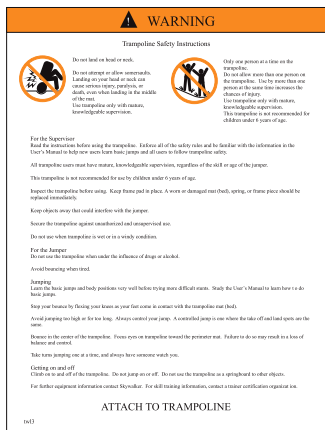 WARNING
Trampoline Safety Instructions
Do not land on head or neck.
Do not attempt or allow somersaults.
Landing on your head or neck can
cause serious injury, paralysis, or
death, even when landing in the middle
of the mat.
Use trampoline only with mature,
knowledgeable supervision.
Only one person at a time on the
trampoline.
Do not allow more than one person on
the trampoline. Use by more than one
person at the same time increases the
chances of injury.
Use trampoline only with mature,
knowledgeable supervision.
This trampoline is not recommended for
children under 6 years of age.
For the Supervisor
Read the instructions before using the trampoline. Enforce all of the safety rules and be familiar with the information in the
User's Manual to help new users learn basic jumps and all users to follow trampoline safety.
All trampoline users must have mature, knowledgeable supervision, regardless of the skill or age of the jumper.
This trampoline is not recommended for use by children under 6 years of age.
Inspect the trampoline before using. Keep frame pad in place. A worn or damaged mat (bed), spring, or frame piece should be
replaced immediately.
Keep objects away that could interfere with the jumper.
Secure the trampoline against unauthorized and unsupervised use.
Do not use trampoline when is wet or in a windy condition.
For the Jumper
Do not use the trampoline when under the influence of drugs or alcohol.
Avoid bouncing when tired.
Jumping
Learn the basic jumps and body positions very well before trying more difficult stunts. Study the User's Manual to learn how to do
basic jumps.
Stop your bounce by flexing your knees as your feet come in contact with the trampoline mat (bed).
Avoid jumping too high or for too long. Always control your jump. A controlled jump is one where the take off and land spots are the
same.
Bounce in the center of the trampoline. Focus eyes on trampoline toward the perimeter mat. Failure to do so may result in a loss of
balance and control.
Take turns jumping one at a time, and always have someone watch you.
Getting on and off
Climb on to and off of the trampoline. Do not jump on or off. Do not use the trampoline as a springboard to other objects.
For further equipment information contact Skywalker. For skill training information, contact a trainer certification organization.
ATTACH TO TRAMPOLINE
twl3